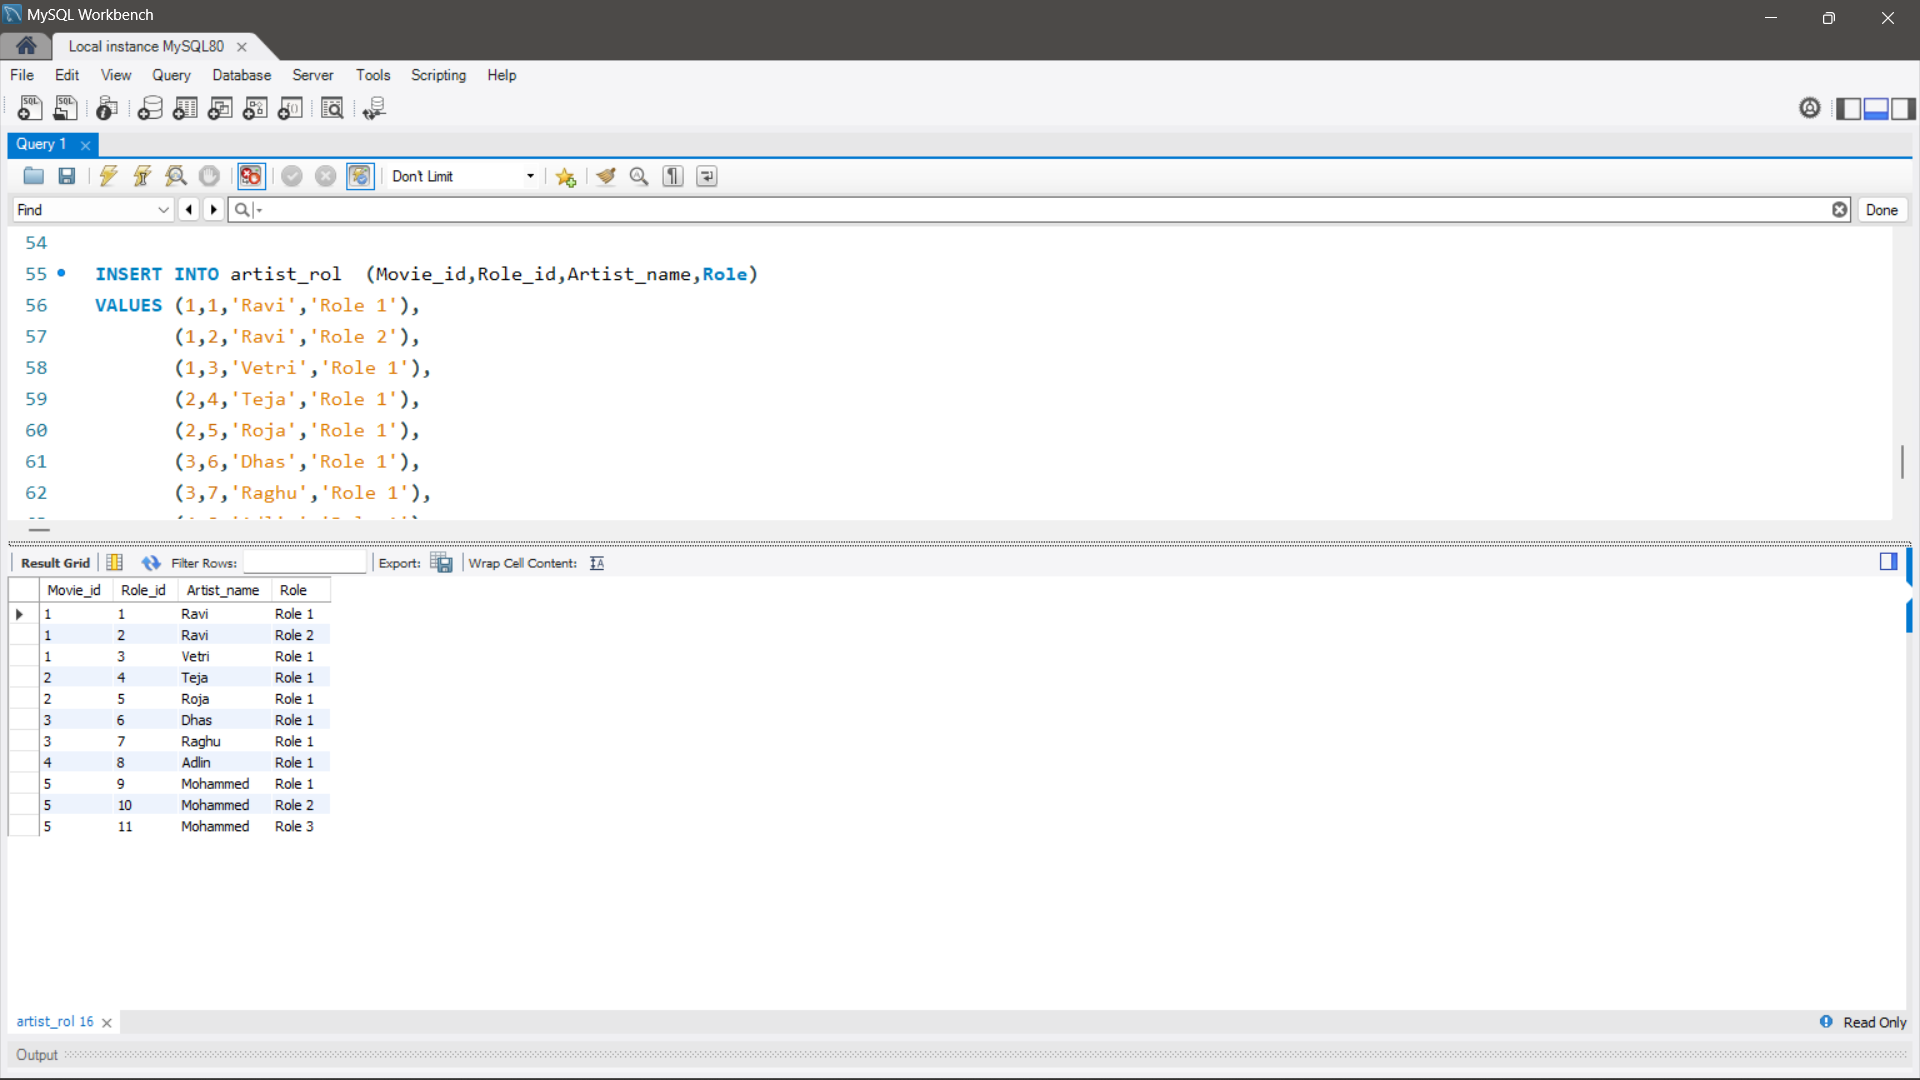 MySQL Workbench
Local instance MySQL80
File Edit View Query Database Server Tools Scripting Help
Query 1
Don't Limit
Find Done
54
55 INSERT INTO artist_rol (Movie_id,Role_id,Artist_name,Role)
56 VALUES (1,1,'Ravi','Role 1'),
57 (1,2,'Ravi','Role 2'),
58 (1,3,'Vetri','Role 1'),
59 (2,4,'Teja','Role 1'),
60 (2,5,'Roja','Role 1'),
61 (3,6,'Dhas','Role 1'),
62 (3,7,'Raghu','Role 1'),
Result Grid Filter Rows: Export: Wrap Cell Content:
Movie_id Role_id Artist_name Role
1 1 Ravi Role 1
1 2 Ravi Role 2
1 3 Vetri Role 1
2 4 Teja Role 1
2 5 Roja Role 1
3 6 Dhas Role 1
3 7 Raghu Role 1
4 8 Adlin Role 1
5 9 Mohammed Role 1
5 10 Mohammed Role 2
5 11 Mohammed Role 3
artist_rol 16 Read Only
Output